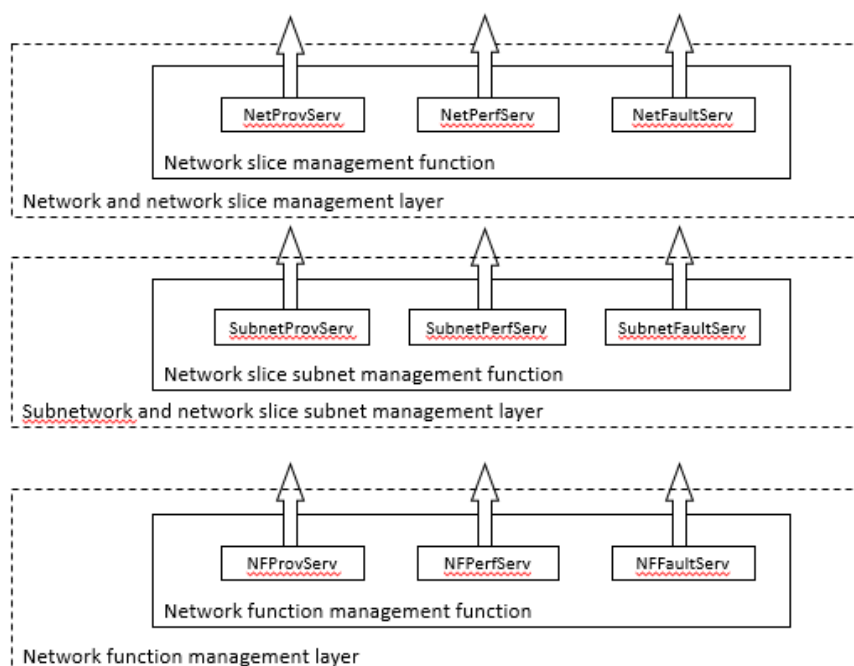 NetProvServ NetPerfServ NetFaultServ
Network slice management function
Network and network slice management layer
SubnetProvServ SubnetPerfServ SubnetFaultServ
Network slice subnet management function
Subnetwork and network slice subnet management layer
NFProvServ NFPerfServ NFFaultServ
Network function management function
Network function management layer